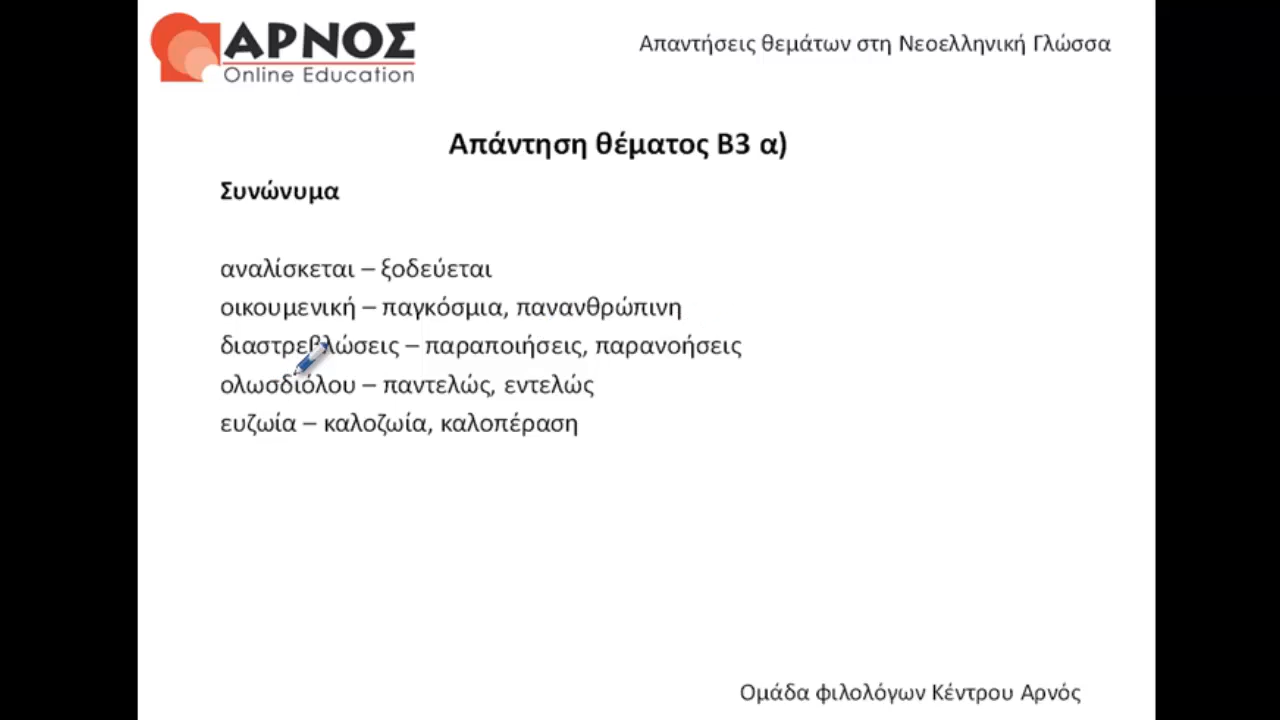 ΑΡΝΟΣ
Online Education
Απαντήσεις θεμάτων στη Νεοελληνική Γλώσσα
Απάντηση θέματος Β3 α)
Συνώνυμα
αναλίσκεται – ξοδεύεται
οικουμενική – παγκόσμια, πανανθρώπινη
διαστρεβλώσεις – παραποιήσεις, παρανοήσεις
ολωσδιόλου – παντελώς, εντελώς
ευζωία – καλοζωία, καλοπέραση
Ομάδα φιλολόγων Κέντρου Αρνός